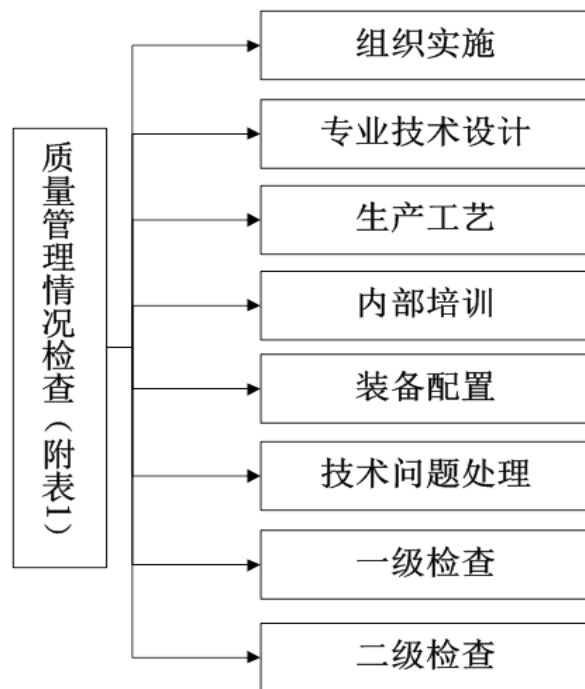 质量管理情况检查（附表1）
组织实施
专业技术设计
生产工艺
内部培训
装备配置
技术问题处理
一级检查
二级检查